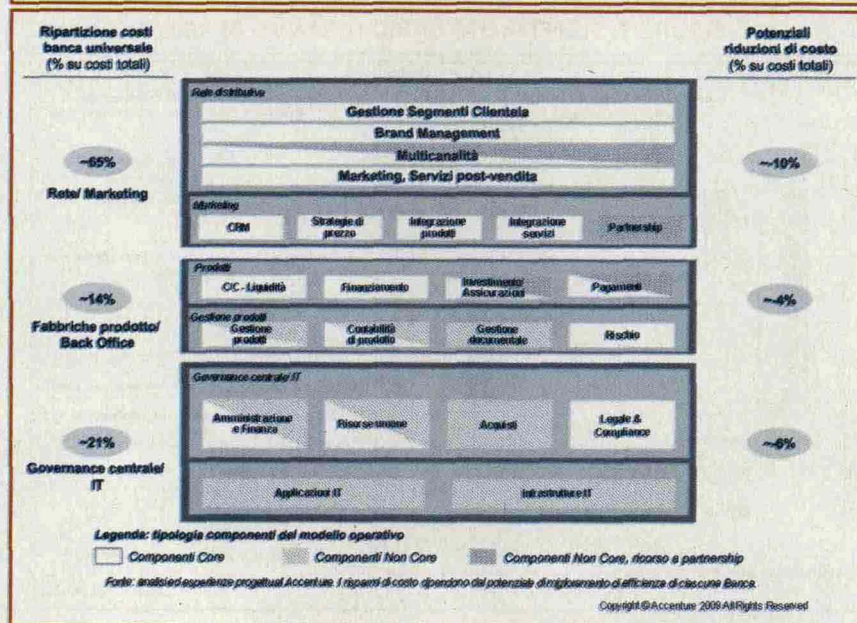 Ripartizione costi
banca universale
(% su costi totali)
Potenziali
riduzioni di costo
(% su costi totali)
Rete distributiva
Gestione Segmenti Clientela
Brand Management
Multicanalità
Marketing, Servizi post-vendita
~65%
Rete/ Marketing
~-10%
Marketing
CRM
Strategie di
prezzo
Integrazione
prodotti
Integrazione
servizi
Partnership
Prodotti
C/C - Liquidità
Finanziamento
Investimento/
Assicurazioni
Pagamenti
~14%
Fabbriche prodotto/
Back Office
~-4%
Gestione prodotti
Gestione
prodotti
Contabilità
di prodotto
Gestione
documentale
Rischio
Governance centrale/ IT
Amministrazione
e Finanza
Risorse umane
Acquisti
Legale &
Compliance
~21%
Governance centrale/
IT
~-6%
Applicazioni IT
Infrastrutture IT
Legenda: tipologia componenti del modello operativo
Componenti Core
Componenti Non Core
Componenti Non Core, ricorso a partnership
Fonte: analisi ed esperienze progettuali Accenture. I risparmi di costo dipendono dal potenziale di miglioramento di efficienza di ciascuna Banca.
Copyright © Accenture 2009 All Rights Reserved